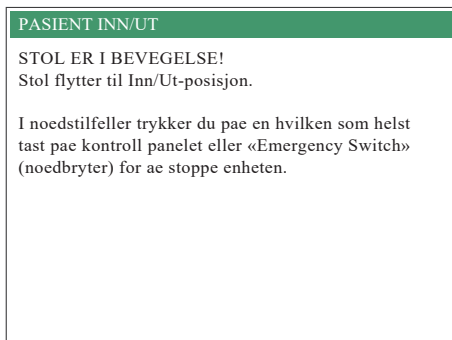 PASIENT INN/UT
STOL ER I BEVEGELSE!
Stol flytter til Inn/Ut-posisjon.
I noedstilfeller trykker du pae en hvilken som helst
tast pae kontroll panelet eller «Emergency Switch»
(noedbryter) for ae stoppe enheten.